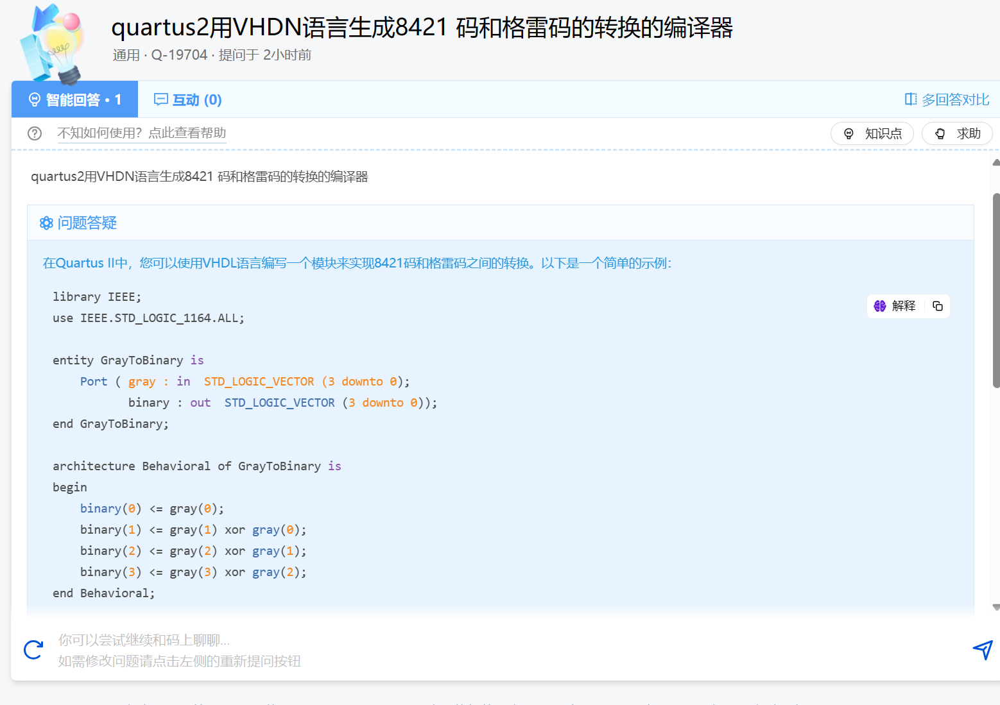 quartus2用VHDN语言生成8421 码和格雷码的转换的编译器
通用 · Q-19704 · 提问于 2小时前
智能回答 • 1
互动 (0)
多回答对比
不知如何使用？点此查看帮助
知识点
求助
quartus2用VHDN语言生成8421 码和格雷码的转换的编译器
问题答疑
在Quartus II中，您可以使用VHDL语言编写一个模块来实现8421码和格雷码之间的转换。以下是一个简单的示例：
library IEEE;
解释
use IEEE.STD_LOGIC_1164.ALL;
entity GrayToBinary is
    Port ( gray : in  STD_LOGIC_VECTOR (3 downto 0);
           binary : out  STD_LOGIC_VECTOR (3 downto 0));
end GrayToBinary;
architecture Behavioral of GrayToBinary is
begin
    binary(0) <= gray(0);
    binary(1) <= gray(1) xor gray(0);
    binary(2) <= gray(2) xor gray(1);
    binary(3) <= gray(3) xor gray(2);
end Behavioral;
你可以尝试继续和码上聊聊...
如需修改问题请点击左侧的重新提问按钮